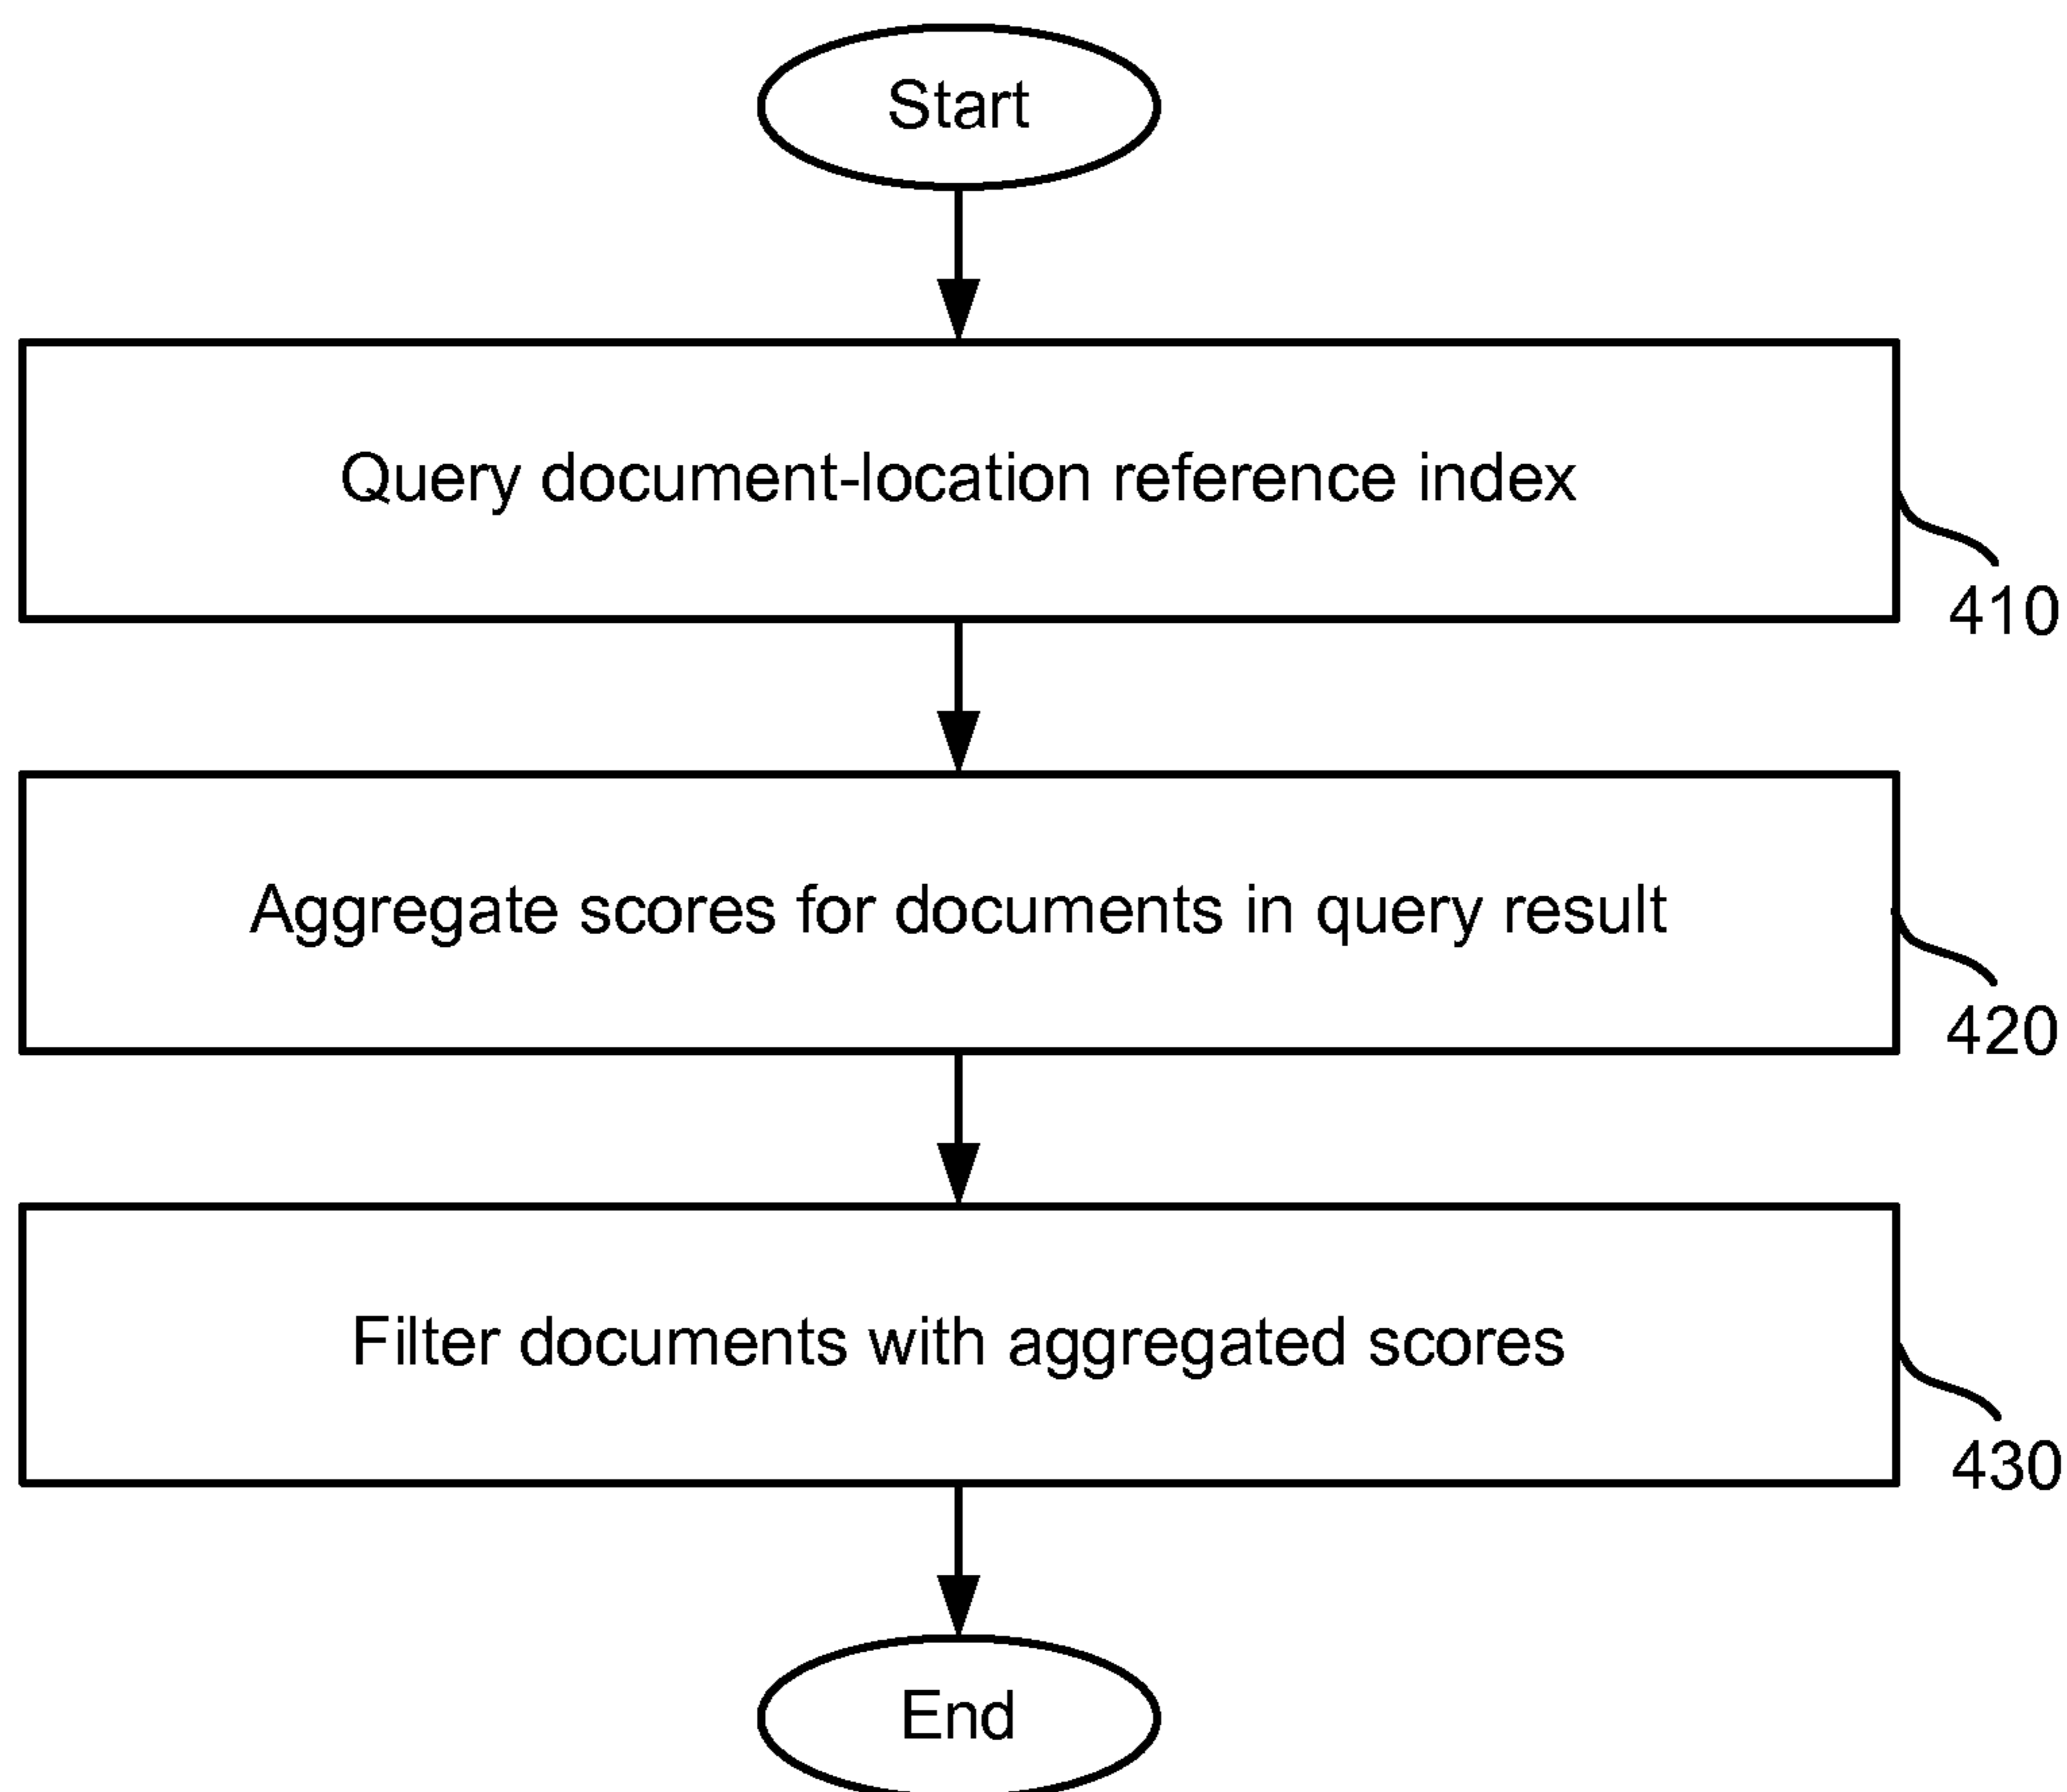 Start
Query document-location reference index
410
Aggregate scores for documents in query result
420
Filter documents with aggregated scores
430
End